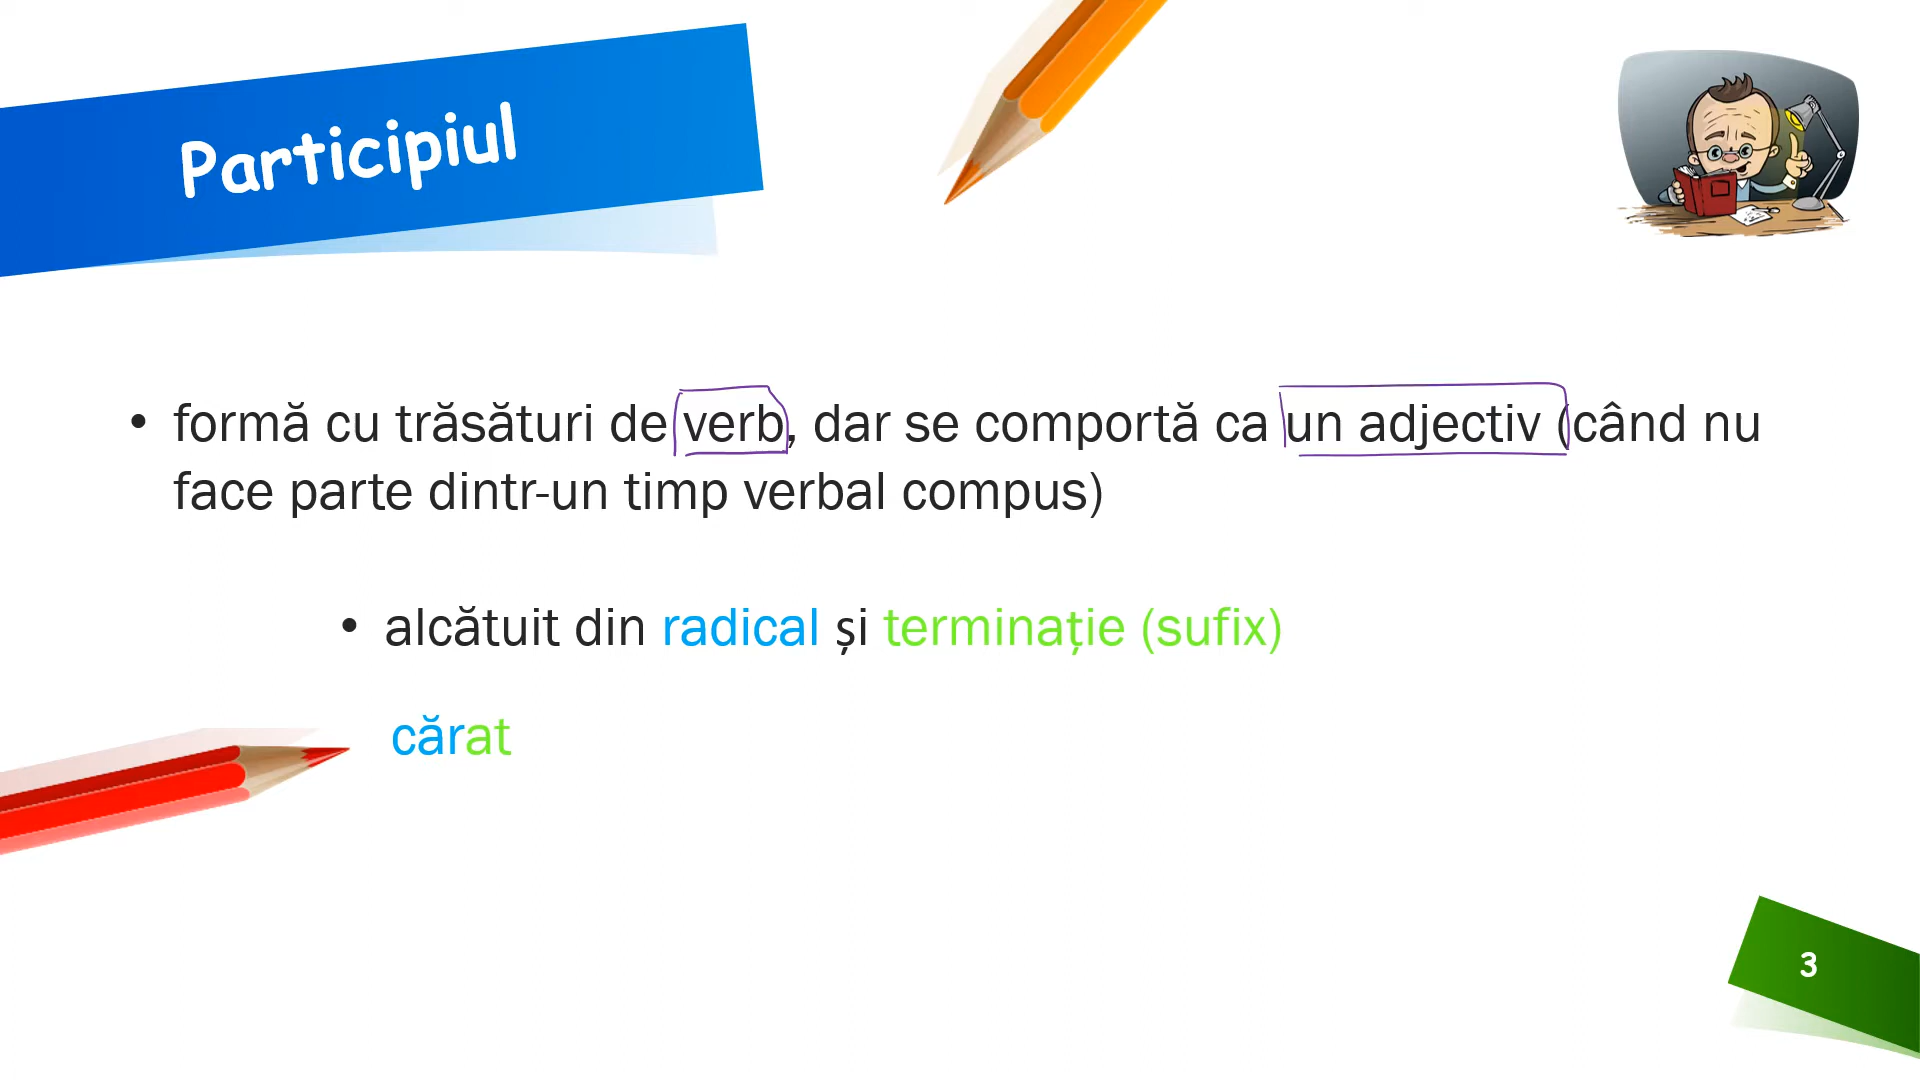 Participiul
• formă cu trăsături de verb, dar se comportă ca un adjectiv (când nu
face parte dintr-un timp verbal compus)
• alcătuit din radical și terminație (sufix)
cărat
3